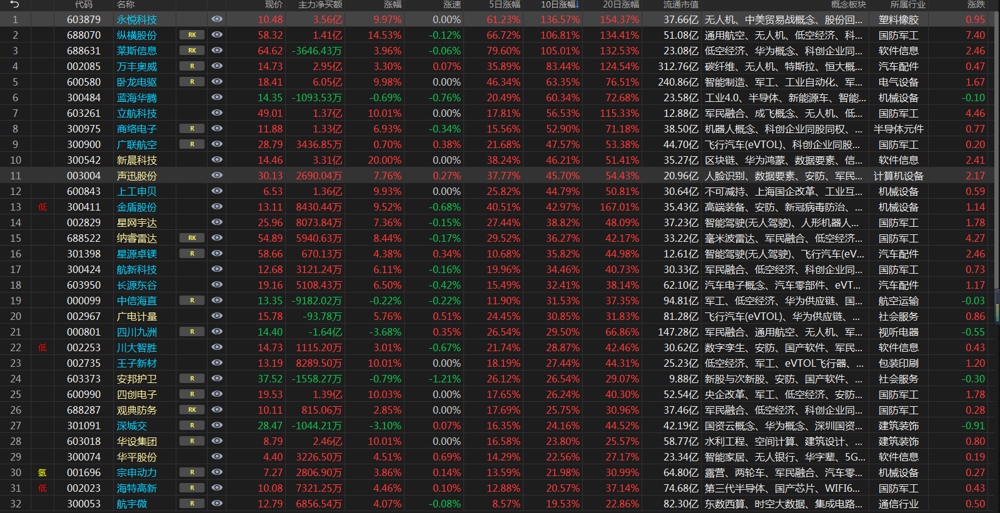 代码 名称 现价 主力净买额 涨幅 涨速 5日涨幅 10日涨幅↓ 20日涨幅 流通市值 概念板块 所属行业 涨跌
1 603879 永悦科技 10.48 3.56亿 9.97% 0.00% 61.23% 136.57% 154.37% 37.66亿 无人机、中美贸易战概念、股份回... 塑料橡胶 0.95
2 688070 纵横股份 RK 58.32 1.41亿 14.53% -0.12% 66.72% 106.81% 134.41% 51.08亿 通用航空、无人机、低空经济、科... 国防军工 7.40
3 688631 莱斯信息 RK 64.62 -3646.43万 3.96% -0.06% 79.60% 105.01% 132.53% 23.08亿 低空经济、华为概念、科创企业同... 软件信息 2.46
4 002085 万丰奥威 R 14.73 2.95亿 3.30% 0.07% 35.89% 83.44% 124.54% 312.76亿 碳纤维、无人机、特斯拉、恒大概... 汽车配件 0.47
5 600580 卧龙电驱 R 18.41 6.05亿 9.98% 0.00% 46.34% 63.35% 76.51% 240.86亿 智能制造、军工、工业自动化、军... 电气设备 1.67
6 300484 蓝海华腾 14.35 -1093.53万 -0.69% -0.76% 20.49% 60.34% 72.68% 23.58亿 工业4.0、半导体、新能源车、智能... 机械设备 -0.10
7 603261 立航科技 49.01 1.37亿 10.01% 0.00% 17.81% 56.53% 115.33% 12.88亿 军民融合、成飞概念、无人机、低... 国防军工 4.46
8 300975 商络电子 R 11.88 1.33亿 6.93% -0.34% 15.56% 52.90% 71.18% 38.50亿 机器人概念、科创企业同股同权、... 半导体元件 0.77
9 300900 广联航空 R 28.79 3436.85万 0.70% 0.38% 21.68% 47.57% 53.38% 44.70亿 飞行汽车(eVTOL)、科创企业同股... 国防军工 0.20
10 300542 新晨科技 14.46 3.31亿 20.00% 0.00% 38.24% 46.21% 51.41% 35.27亿 区块链、华为鸿蒙、数据要素、信... 软件信息 2.41
11 003004 声迅股份 30.13 2690.04万 7.76% 0.27% 37.77% 45.70% 54.43% 20.96亿 人脸识别、数据要素、安防、军民... 计算机设备 2.17
12 600843 上工申贝 6.53 1.36亿 9.93% 0.00% 25.82% 44.79% 50.81% 30.64亿 不可减持、上海国企改革、工业互... 机械设备 0.59
13 低 300411 金盾股份 13.11 8430.44万 9.52% -0.68% 40.51% 42.97% 167.01% 35.43亿 高端装备、安防、新冠病毒防治、... 机械设备 1.14
14 002829 星网宇达 25.96 8073.84万 7.36% -0.15% 27.44% 38.82% 48.09% 37.23亿 智能驾驶(无人驾驶)、人形机器人... 国防军工 1.78
15 688522 纳睿雷达 RK 54.89 5940.63万 8.44% -0.17% 29.52% 36.27% 42.17% 33.22亿 毫米波雷达、军民融合、低空经济... 国防军工 4.27
16 301398 星源卓镁 R 58.66 670.13万 4.38% 0.34% 10.68% 35.82% 44.98% 12.61亿 智能驾驶(无人驾驶)、飞行汽车(eV... 汽车配件 2.46
17 300424 航新科技 12.68 3121.24万 6.11% -0.16% 19.96% 34.46% 40.73% 30.33亿 军民融合、低空经济、科创企业同... 国防军工 0.73
18 603950 长源东谷 19.16 5108.43万 6.50% -0.42% 15.49% 32.41% 38.14% 62.10亿 汽车电子概念、汽车零部件、eVT... 汽车配件 1.17
19 000099 中信海直 R 13.35 -9182.02万 -0.22% -0.22% 11.90% 31.53% 37.35% 94.81亿 军工、低空经济、华为供应链、国... 航空运输 -0.03
20 002967 广电计量 15.78 -93.78万 5.76% 0.51% 24.45% 30.85% 31.83% 81.28亿 飞行汽车(eVTOL)、华为供应链、... 社会服务 0.86
21 000801 四川九洲 R 14.40 -1.64亿 -3.68% 0.35% 26.54% 29.50% 66.86% 147.28亿 军民融合、通用航空、无人机、军... 视听电器 -0.55
22 低 002253 川大智胜 14.73 1115.20万 3.01% -0.67% 21.74% 28.87% 42.46% 30.62亿 数字孪生、安防、国产软件、军民... 软件信息 0.43
23 002735 王子新材 13.19 8289.50万 10.01% 0.00% 18.19% 27.44% 44.31% 25.23亿 低空经济、军工、eVTOL飞行器、... 包装印刷 1.20
24 603373 安邦护卫 R 37.52 -1558.27万 -0.79% -1.21% 26.12% 26.54% 29.07% 9.88亿 新股与次新股、安防、国产软件、... 社会服务 -0.30
25 600990 四创电子 R 19.53 1.39亿 10.03% 0.00% 17.65% 26.24% 40.30% 52.54亿 央企改革、军工、低空经济、安防... 国防军工 1.78
26 688287 观典防务 RK 10.11 815.06万 2.85% 0.00% 17.69% 25.75% 30.96% 37.46亿 军民融合、低空经济、科创企业同... 国防军工 0.28
27 301091 深城交 R 28.47 -1044.21万 -3.10% 0.07% 16.35% 24.16% 44.52% 42.19亿 国资云概念、华为概念、深圳国资... 建筑装饰 -0.91
28 603018 华设集团 R 8.79 2.46亿 10.01% 0.00% 16.58% 23.80% 25.57% 58.77亿 水利工程、空间计算、建筑设计、... 建筑装饰 0.80
29 300074 华平股份 4.40 3226.50万 4.51% 0.69% 14.29% 22.56% 27.17% 23.34亿 智能家居、无人银行、华字辈、5G... 软件信息 0.19
30 氢 001696 宗申动力 R 7.27 2806.90万 3.86% 0.14% 13.59% 21.98% 30.99% 64.80亿 露营、两轮车、军民融合、汽车零... 机械设备 0.27
31 低 002023 海特高新 R 10.08 7321.25万 4.46% 0.10% 12.88% 20.57% 37.14% 74.68亿 第三代半导体、国产芯片、WIFI6... 国防军工 0.43
32 300053 航宇微 R 12.79 6856.54万 4.07% -0.08% 8.57% 19.53% 22.86% 82.30亿 东数西算、时空大数据、集成电路... 通信行业 0.50